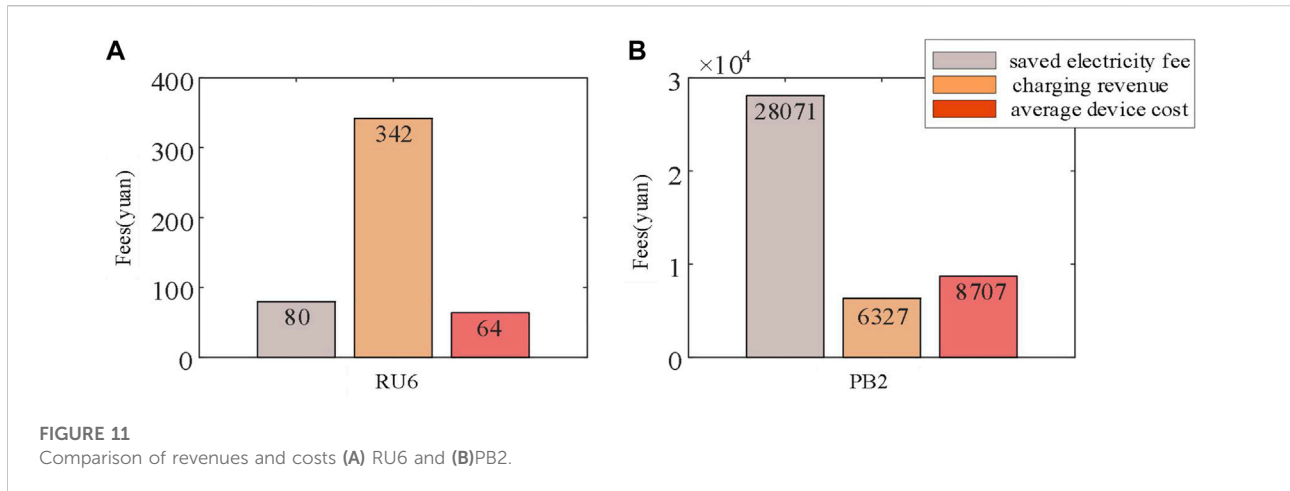 A
Fees(yuan)
400
300
200
100
0
80
342
64
RU6
B
×10⁴
Fees(yuan)
3
2
1
0
28071
6327
8707
PB2
saved electricity fee
charging revenue
average device cost
FIGURE 11
Comparison of revenues and costs (A) RU6 and (B)PB2.